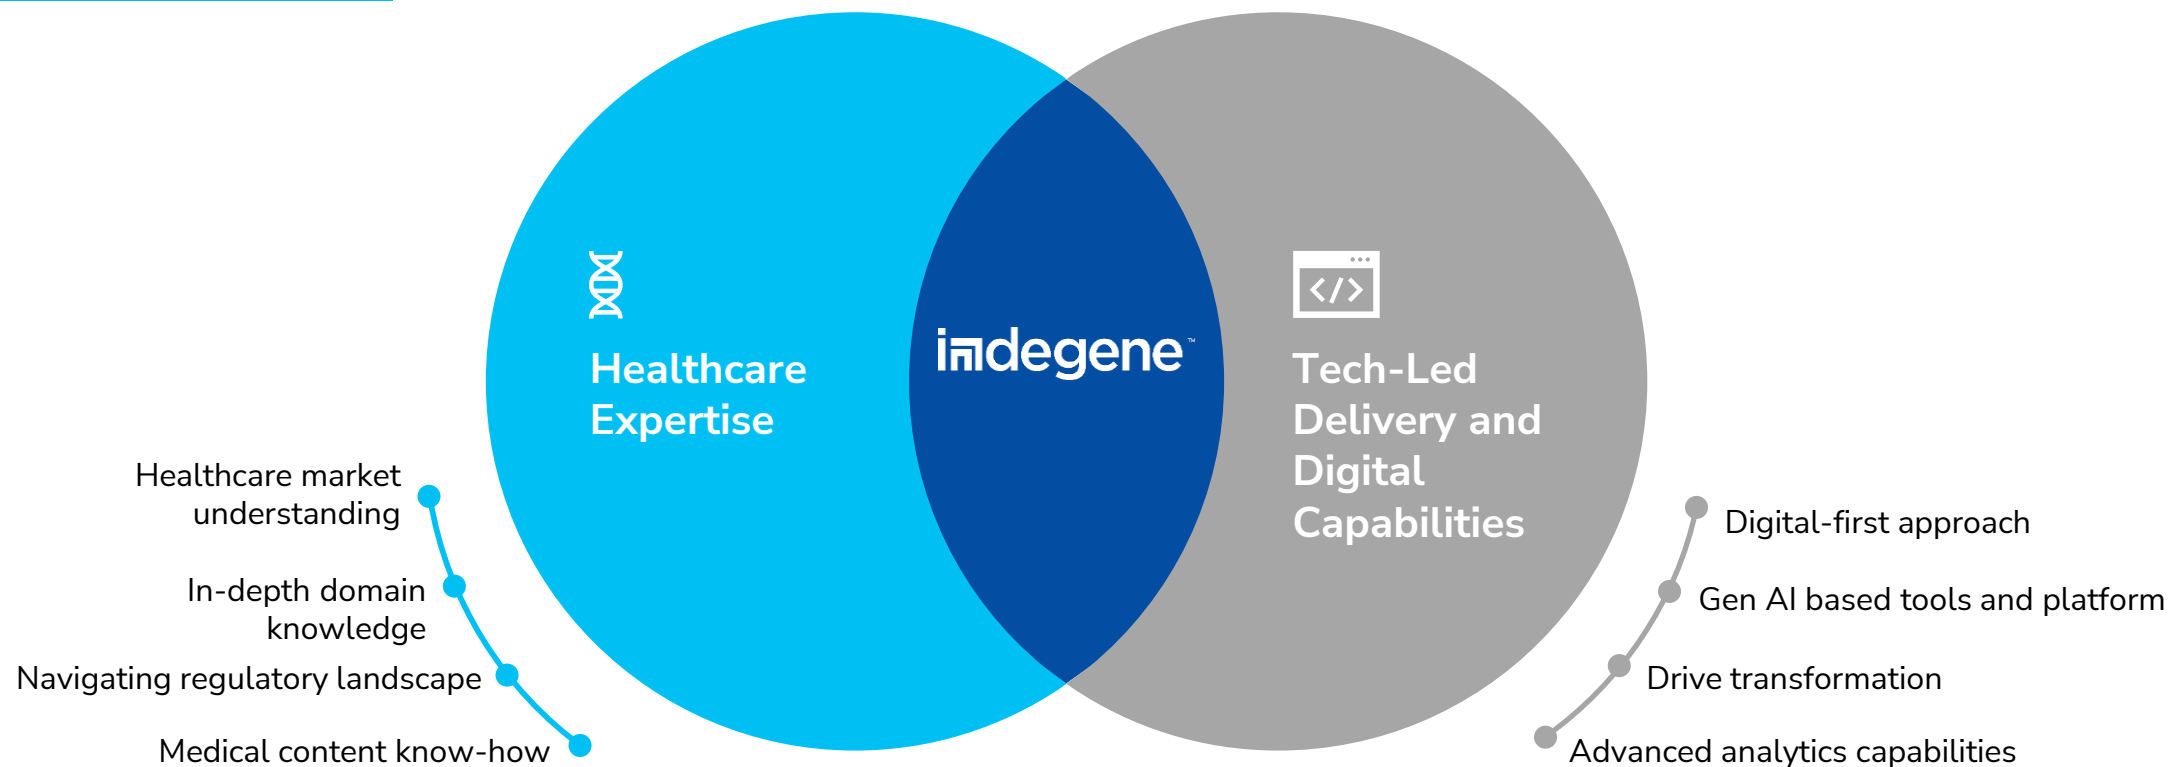 Healthcare
Expertise
indegene™
Tech-Led
Delivery and
Digital
Capabilities
</>
Healthcare market
understanding
In-depth domain
knowledge
Navigating regulatory landscape
Medical content know-how
Digital-first approach
Gen AI based tools and platform
Drive transformation
Advanced analytics capabilities